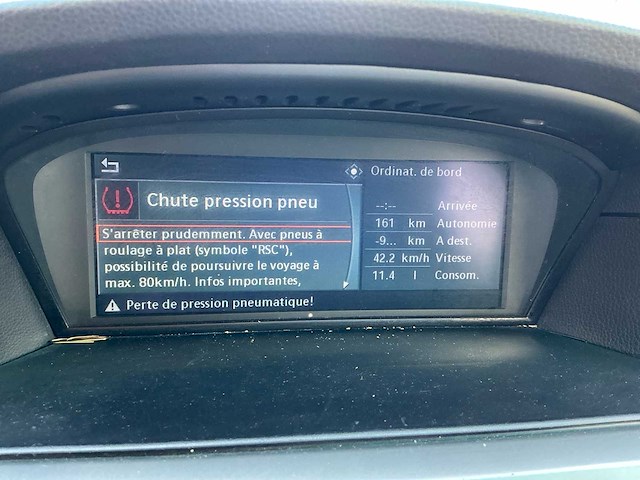 Chute pression pneu
S'arrêter prudemment. Avec pneus à
roulage à plat (symbole "RSC"),
possibilité de poursuivre le voyage à
max. 80km/h. Infos importantes,
Perte de pression pneumatique!
Ordinat. de bord
--:-- Arrivée
161 km Autonomie
-9... km A dest.
42.2 km/h Vitesse
11.4 l Consom.